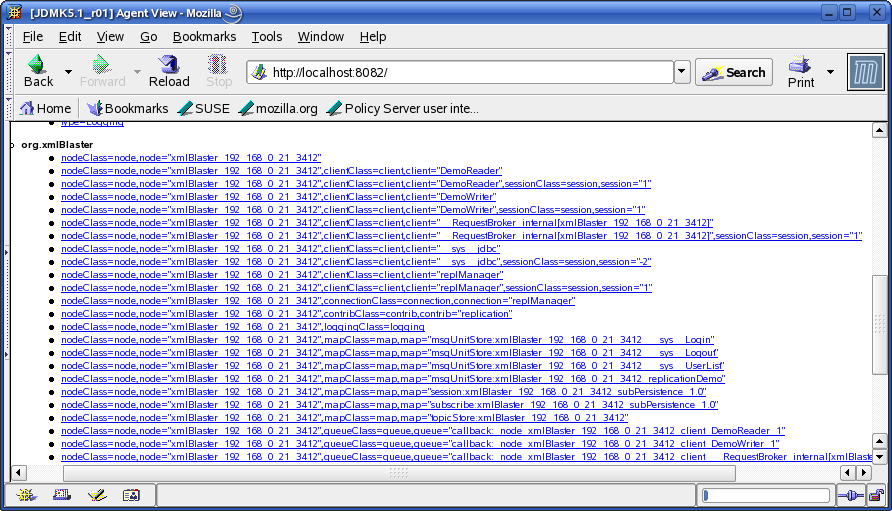 [JDMK5.1_r01] Agent View - Mozilla
File Edit View Go Bookmarks Tools Window Help
Back Forward Reload Stop http://localhost:8082/ Search Print
Home Bookmarks SUSE mozilla.org Policy Server user inte...
type=Logging
org.xmlBlaster
nodeClass=node,node="xmlBlaster_192_168_0_21_3412"
nodeClass=node,node="xmlBlaster_192_168_0_21_3412",clientClass=client,client="DemoReader"
nodeClass=node,node="xmlBlaster_192_168_0_21_3412",clientClass=client,client="DemoReader",sessionClass=session,session="1"
nodeClass=node,node="xmlBlaster_192_168_0_21_3412",clientClass=client,client="DemoWriter"
nodeClass=node,node="xmlBlaster_192_168_0_21_3412",clientClass=client,client="DemoWriter",sessionClass=session,session="1"
nodeClass=node,node="xmlBlaster_192_168_0_21_3412",clientClass=client,client="__RequestBroker_internal[xmlBlaster_192_168_0_21_3412]"
nodeClass=node,node="xmlBlaster_192_168_0_21_3412",clientClass=client,client="__RequestBroker_internal[xmlBlaster_192_168_0_21_3412]",sessionClass=session,session="1"
nodeClass=node,node="xmlBlaster_192_168_0_21_3412",clientClass=client,client="__sys__jdbc"
nodeClass=node,node="xmlBlaster_192_168_0_21_3412",clientClass=client,client="__sys__jdbc",sessionClass=session,session="-2"
nodeClass=node,node="xmlBlaster_192_168_0_21_3412",clientClass=client,client="replManager"
nodeClass=node,node="xmlBlaster_192_168_0_21_3412",clientClass=client,client="replManager",sessionClass=session,session="1"
nodeClass=node,node="xmlBlaster_192_168_0_21_3412",connectionClass=connection,connection="replManager"
nodeClass=node,node="xmlBlaster_192_168_0_21_3412",contribClass=contrib,contrib="replication"
nodeClass=node,node="xmlBlaster_192_168_0_21_3412",loggingClass=logging
nodeClass=node,node="xmlBlaster_192_168_0_21_3412",mapClass=map,map="msgUnitStore:xmlBlaster_192_168_0_21_3412___sys__Login"
nodeClass=node,node="xmlBlaster_192_168_0_21_3412",mapClass=map,map="msgUnitStore:xmlBlaster_192_168_0_21_3412___sys__Logout"
nodeClass=node,node="xmlBlaster_192_168_0_21_3412",mapClass=map,map="msgUnitStore:xmlBlaster_192_168_0_21_3412___sys__UserList"
nodeClass=node,node="xmlBlaster_192_168_0_21_3412",mapClass=map,map="msgUnitStore:xmlBlaster_192_168_0_21_3412_replicationDemo"
nodeClass=node,node="xmlBlaster_192_168_0_21_3412",mapClass=map,map="session:xmlBlaster_192_168_0_21_3412_subPersistence_1.0"
nodeClass=node,node="xmlBlaster_192_168_0_21_3412",mapClass=map,map="subscribe:xmlBlaster_192_168_0_21_3412_subPersistence_1.0"
nodeClass=node,node="xmlBlaster_192_168_0_21_3412",mapClass=map,map="topicStore:xmlBlaster_192_168_0_21_3412"
nodeClass=node,node="xmlBlaster_192_168_0_21_3412",queueClass=queue,queue="callback:_node_xmlBlaster_192_168_0_21_3412_client_DemoReader_1"
nodeClass=node,node="xmlBlaster_192_168_0_21_3412",queueClass=queue,queue="callback:_node_xmlBlaster_192_168_0_21_3412_client_DemoWriter_1"
nodeClass=node,node="xmlBlaster_192_168_0_21_3412",queueClass=queue,queue="callback:_node_xmlBlaster_192_168_0_21_3412_client___RequestBroker_internal[xmlBlaste